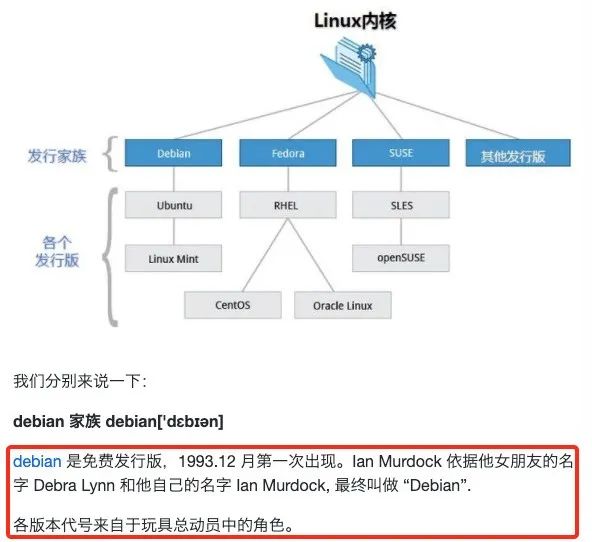 Linux内核
发行家族
Debian
Fedora
SUSE
其他发行版
各个
发行版
Ubuntu
RHEL
SLES
Linux Mint
openSUSE
CentOS
Oracle Linux
我们分别来说一下：
debian 家族 debian['dɛbɪən]
debian 是免费发行版，1993.12 月第一次出现。Ian Murdock 依据他女朋友的名
字 Debra Lynn 和他自己的名字 Ian Murdock, 最终叫做 “Debian”.
各版本代号来自于玩具总动员中的角色。